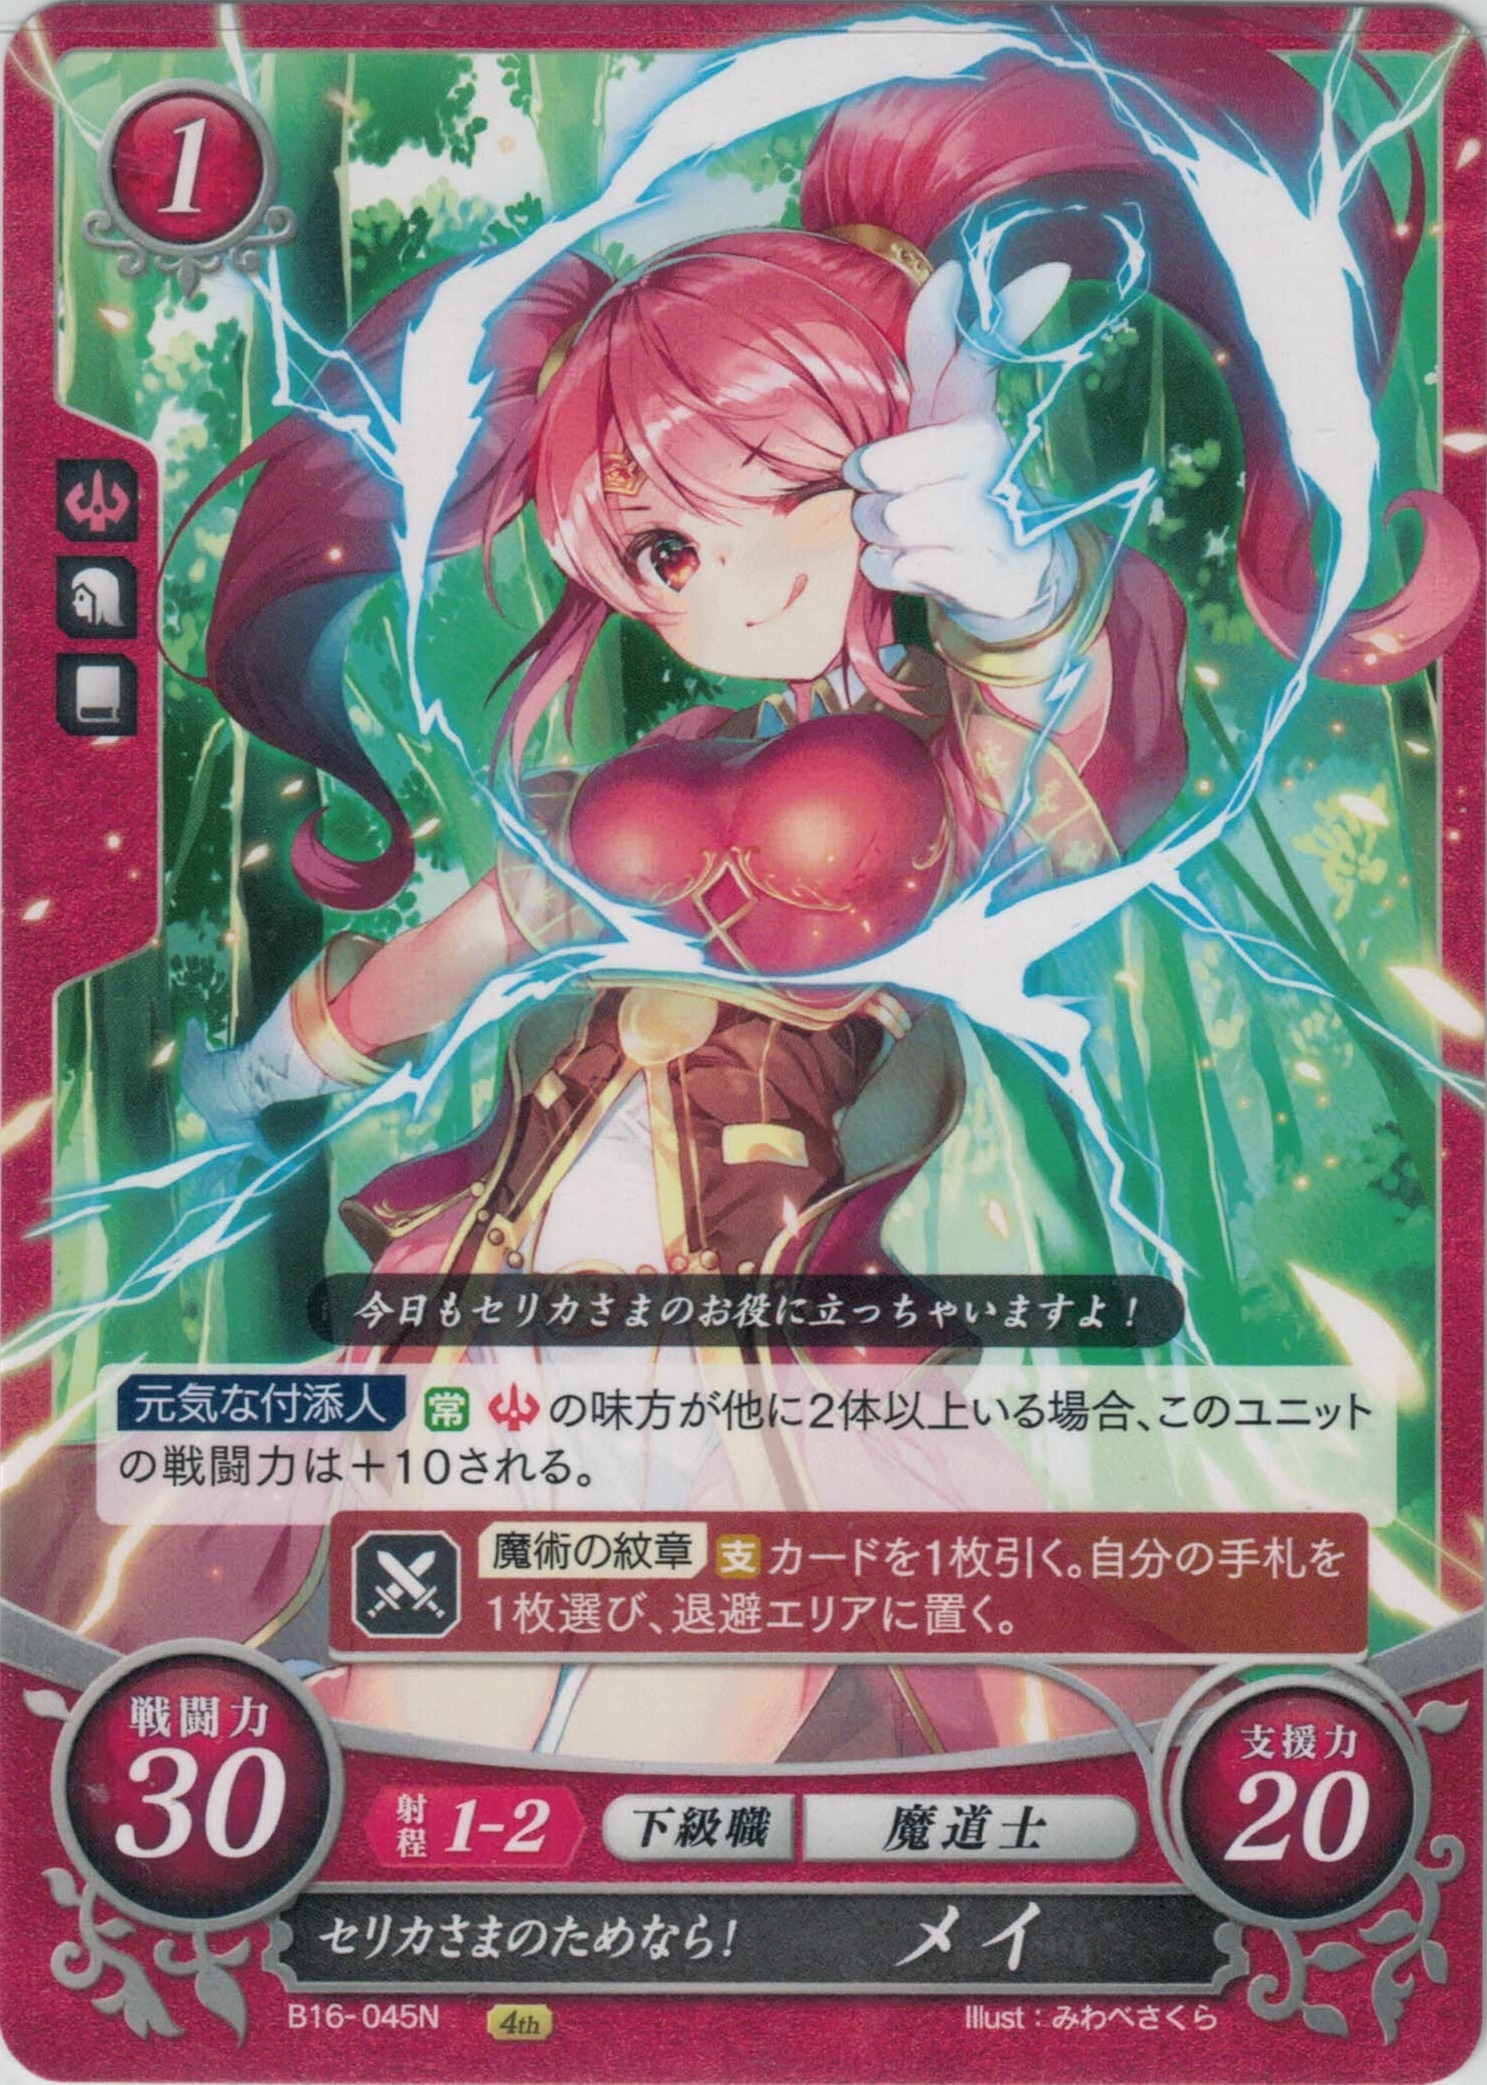 1
今日もセリカさまのお役に立っちゃいますよ！
元気な付添人 常 の味方が他に2体以上いる場合、このユニット
の戦闘力は＋10される。
魔術の紋章 支 カードを1枚引く。自分の手札を
1枚選び、退避エリアに置く。
戦闘力
30
射程 1-2
下級職
魔道士
支援力
20
セリカさまのためなら！
メイ
B16-045N
4th
Illust：みわべさくら